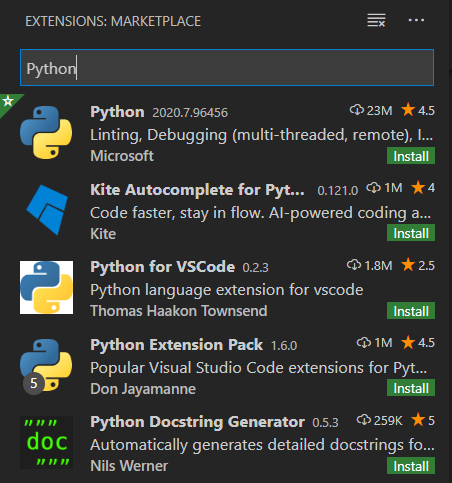 EXTENSIONS: MARKETPLACE
Python
Python 2020.7.96456 23M 4.5
Linting, Debugging (multi-threaded, remote), I...
Microsoft Install
Kite Autocomplete for Pyt... 0.121.0 1M 4
Code faster, stay in flow. AI-powered coding a...
Kite Install
Python for VSCode 0.2.3 1.8M 2.5
Python language extension for vscode
Thomas Haakon Townsend Install
Python Extension Pack 1.6.0 1M 4.5
Popular Visual Studio Code extensions for Pyt...
5 Don Jayamanne Install
Python Docstring Generator 0.5.3 259K 5
""" doc """ Automatically generates detailed docstrings fo...
Nils Werner Install